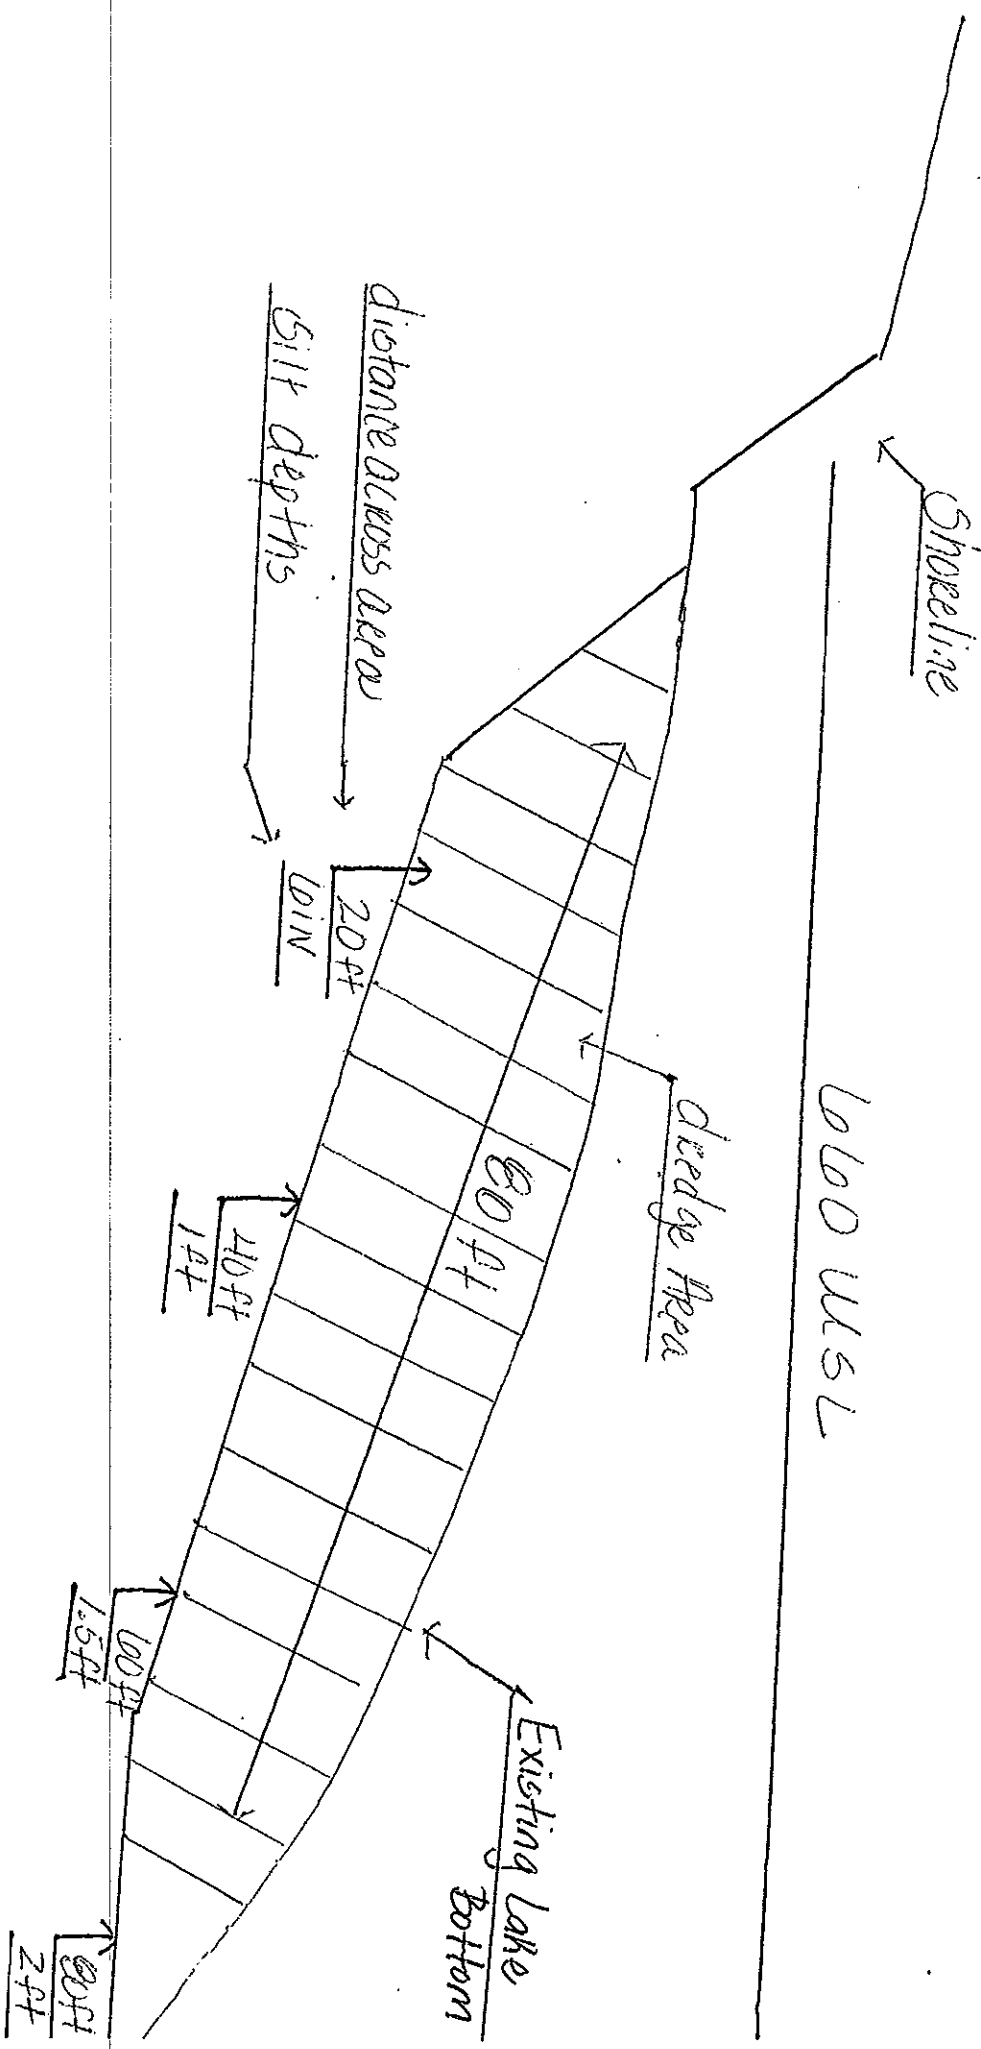 Shoreline
660 WSL
dredge Area
Existing Lake
Bottom
80ft
distance across area
Silt depths
20ft
6iN
40ft
1ft
60ft
1.5ft
80ft
2ft